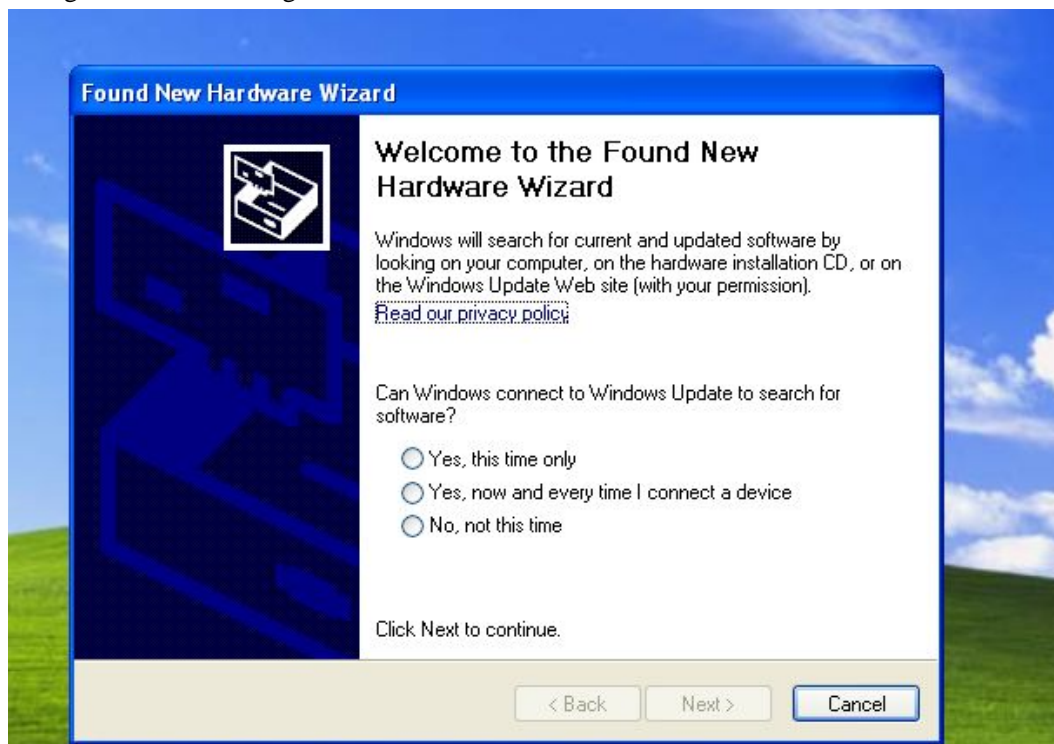 Found New Hardware Wizard
Welcome to the Found New
Hardware Wizard
Windows will search for current and updated software by
looking on your computer, on the hardware installation CD, or on
the Windows Update Web site (with your permission).
Read our privacy policy
Can Windows connect to Windows Update to search for
software?
Yes, this time only
Yes, now and every time I connect a device
No, not this time
Click Next to continue.
< Back Next > Cancel